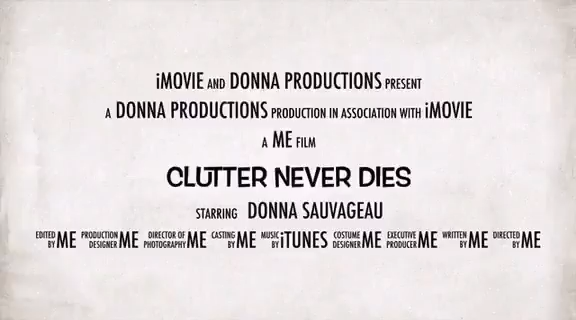 iMOVIE AND DONNA PRODUCTIONS PRESENT
A DONNA PRODUCTIONS PRODUCTION IN ASSOCIATION WITH iMOVIE
A ME FILM
CLUTTER NEVER DIES
STARRING DONNA SAUVAGEAU
EDITED BY ME PRODUCTION DESIGNER ME DIRECTOR OF PHOTOGRAPHY ME CASTING BY ME MUSIC BY iTUNES COSTUME DESIGNER ME EXECUTIVE PRODUCER ME WRITTEN BY ME DIRECTED BY ME